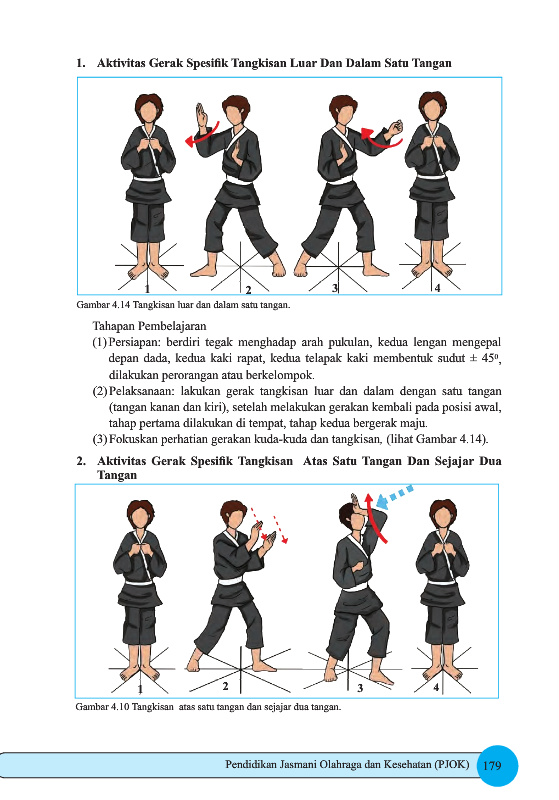 1. Aktivitas Gerak Spesifik Tangkisan Luar Dan Dalam Satu Tangan
1 2 3 4
Gambar 4.14 Tangkisan luar dan dalam satu tangan.
Tahapan Pembelajaran
(1) Persiapan: berdiri tegak menghadap arah pukulan, kedua lengan mengepal
depan dada, kedua kaki rapat, kedua telapak kaki membentuk sudut ± 45⁰,
dilakukan perorangan atau berkelompok.
(2) Pelaksanaan: lakukan gerak tangkisan luar dan dalam dengan satu tangan
(tangan kanan dan kiri), setelah melakukan gerakan kembali pada posisi awal,
tahap pertama dilakukan di tempat, tahap kedua bergerak maju.
(3) Fokuskan perhatian gerakan kuda-kuda dan tangkisan, (lihat Gambar 4.14).
2. Aktivitas Gerak Spesifik Tangkisan Atas Satu Tangan Dan Sejajar Dua
Tangan
1 2 3 4
Gambar 4.10 Tangkisan atas satu tangan dan sejajar dua tangan.
Pendidikan Jasmani Olahraga dan Kesehatan (PJOK) 179